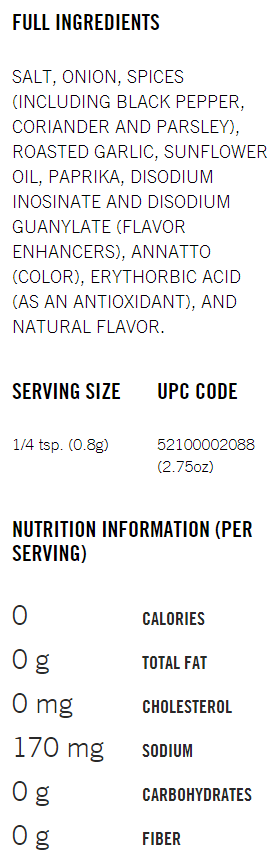 FULL INGREDIENTS
SALT, ONION, SPICES
(INCLUDING BLACK PEPPER,
CORIANDER AND PARSLEY),
ROASTED GARLIC, SUNFLOWER
OIL, PAPRIKA, DISODIUM
INOSINATE AND DISODIUM
GUANYLATE (FLAVOR
ENHANCERS), ANNATTO
(COLOR), ERYTHORBIC ACID
(AS AN ANTIOXIDANT), AND
NATURAL FLAVOR.
SERVING SIZE
1/4 tsp. (0.8g)
UPC CODE
52100002088
(2.75oz)
NUTRITION INFORMATION (PER
SERVING)
0 CALORIES
0 g TOTAL FAT
0 mg CHOLESTEROL
170 mg SODIUM
0 g CARBOHYDRATES
0 g FIBER